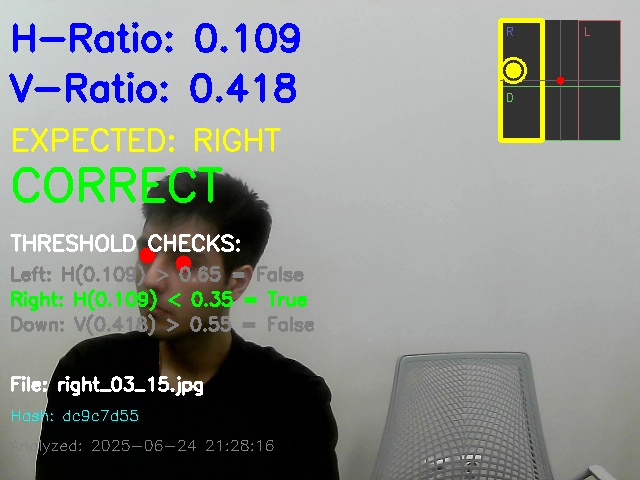 H-Ratio: 0.109
V-Ratio: 0.418
EXPECTED: RIGHT
CORRECT
THRESHOLD CHECKS:
Left: H(0.109) > 0.65 = False
Right: H(0.109) < 0.35 = True
Down: V(0.418) > 0.55 = False
File: right_03_15.jpg
Hash: dc9c7d55
Analyzed: 2025-06-24 21:28:16
R
L
D